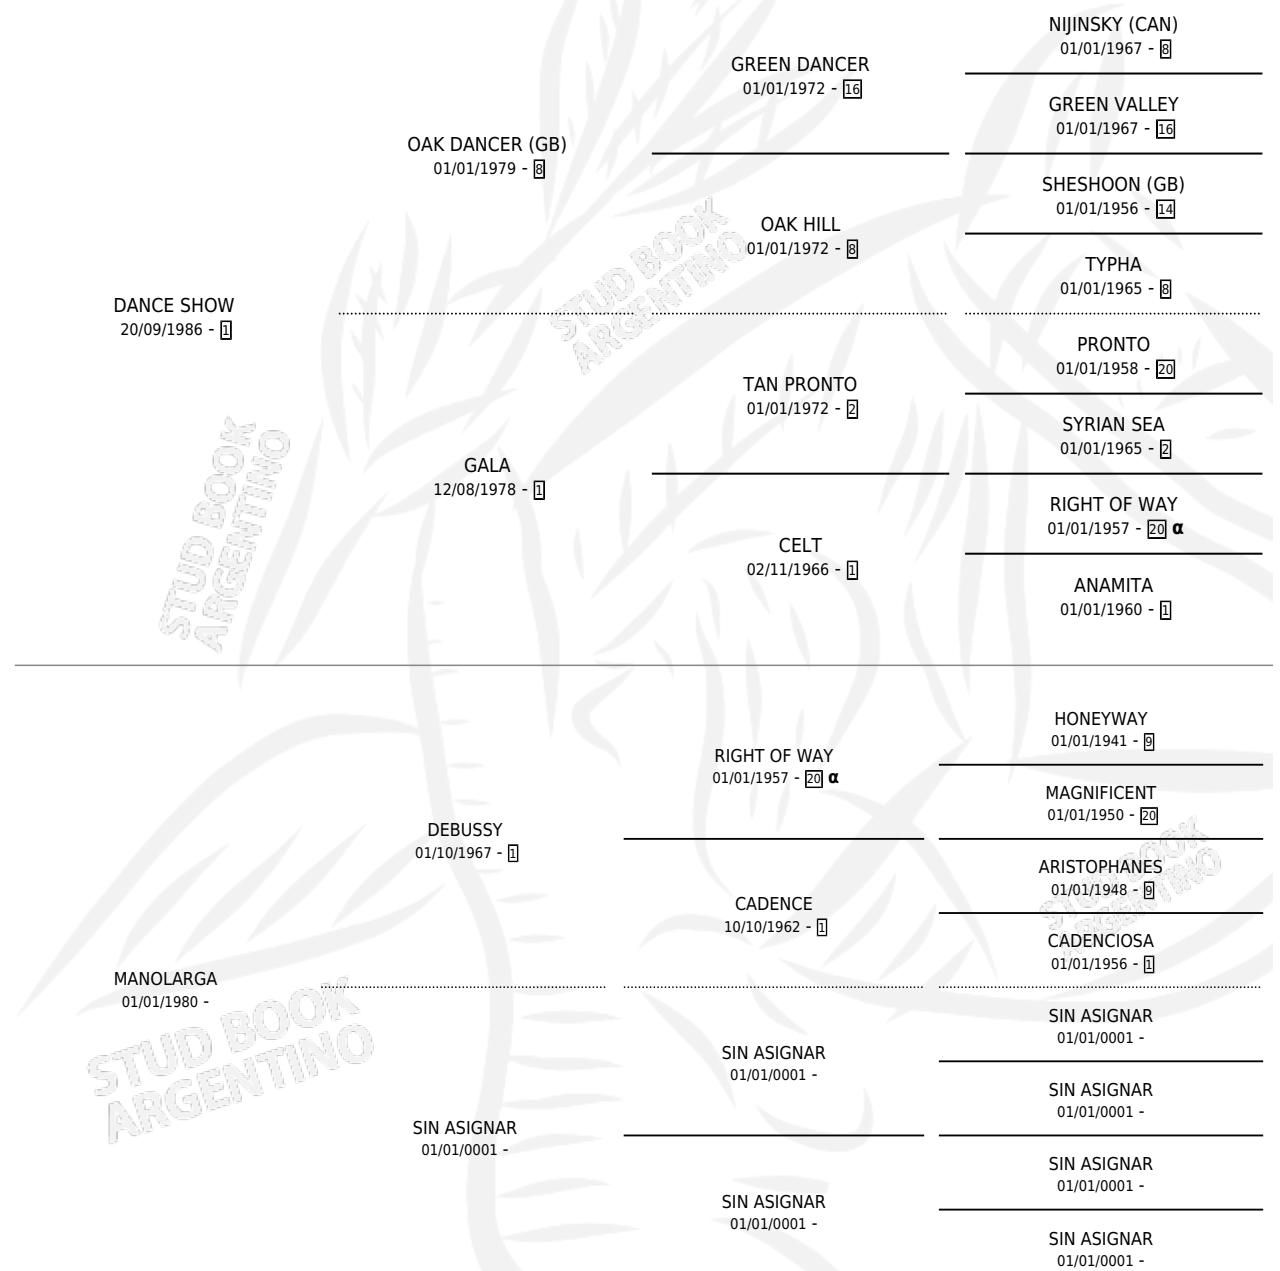 NIJINSKY (CAN)
01/01/1967 - 8
GREEN DANCER
01/01/1972 - 16
GREEN VALLEY
01/01/1967 - 16
OAK DANCER (GB)
01/01/1979 - 8
SHESHOON (GB)
01/01/1956 - 14
OAK HILL
01/01/1972 - 8
TYPHA
01/01/1965 - 8
DANCE SHOW
20/09/1986 - 1
PRONTO
01/01/1958 - 20
TAN PRONTO
01/01/1972 - 2
SYRIAN SEA
01/01/1965 - 2
GALA
12/08/1978 - 1
RIGHT OF WAY
01/01/1957 - 20 α
CELT
02/11/1966 - 1
ANAMITA
01/01/1960 - 1
HONEYWAY
01/01/1941 - 9
RIGHT OF WAY
01/01/1957 - 20 α
MAGNIFICENT
01/01/1950 - 20
DEBUSSY
01/10/1967 - 1
ARISTOPHANES
01/01/1948 - 9
CADENCE
10/10/1962 - 1
CADENCIOSA
01/01/1956 - 1
MANOLARGA
01/01/1980 -
SIN ASIGNAR
01/01/0001 -
SIN ASIGNAR
01/01/0001 -
SIN ASIGNAR
01/01/0001 -
SIN ASIGNAR
01/01/0001 -
SIN ASIGNAR
01/01/0001 -
SIN ASIGNAR
01/01/0001 -
SIN ASIGNAR
01/01/0001 -
STUD BOOK
ARGENTINO
STUD BOOK
ARGENTINO
STUD BOOK
ARGENTINO
STUD BOOK
ARGENTINO